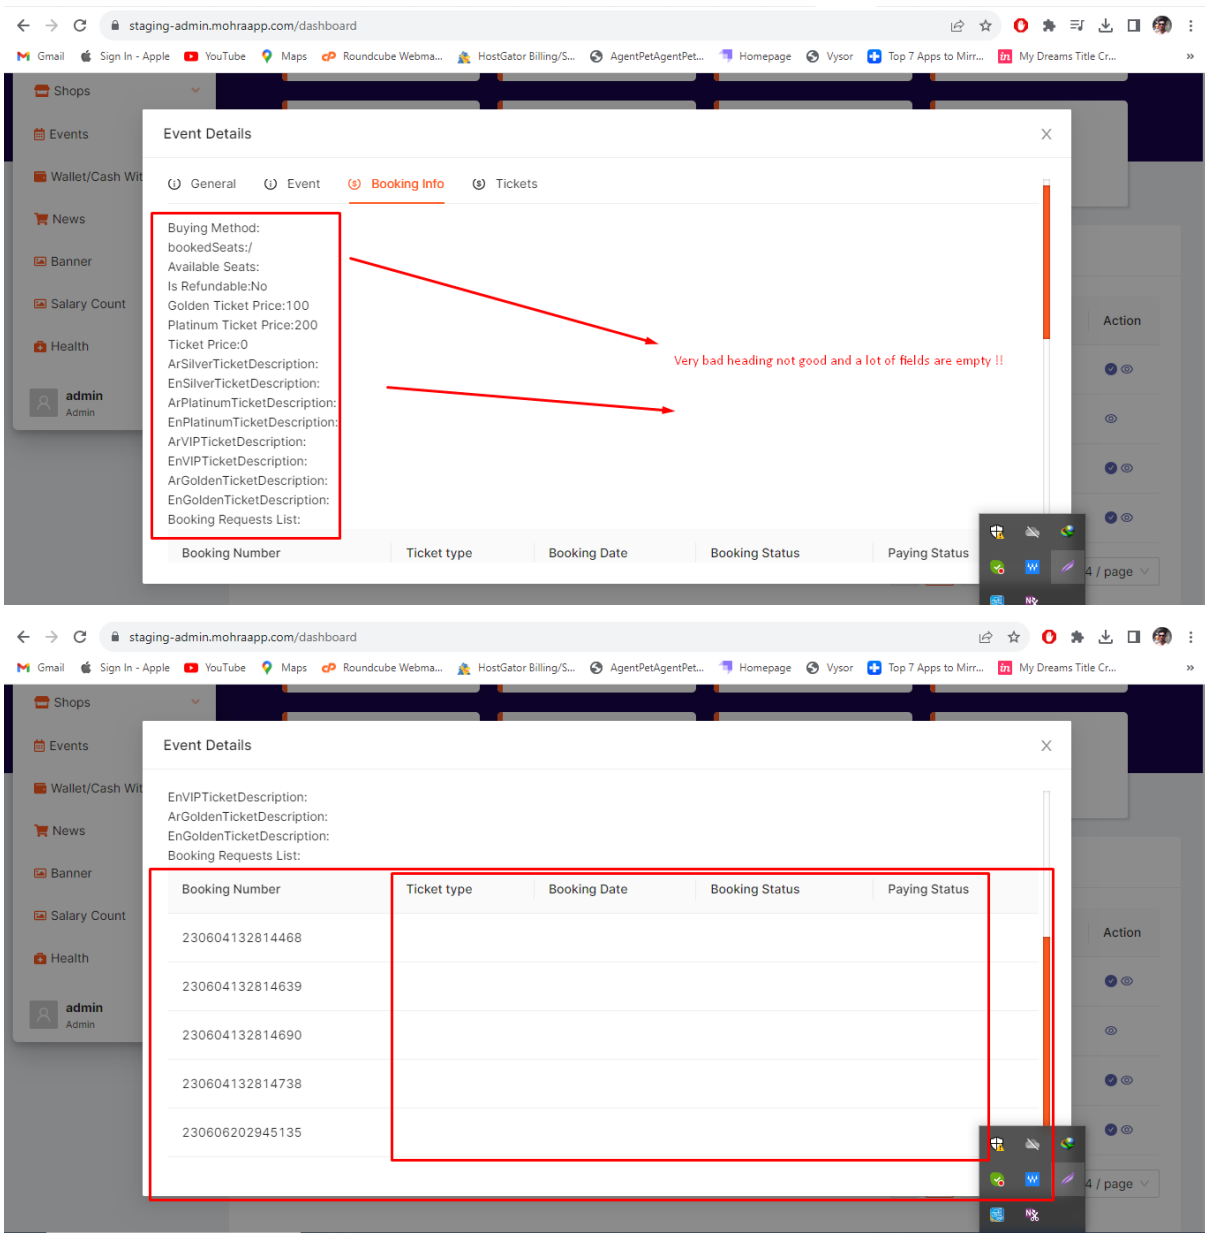 staging-admin.mohraapp.com/dashboard
Gmail Sign In - Apple YouTube Maps Roundcube Webma... HostGator Billing/S... AgentPetAgentPet... Homepage Vysor Top 7 Apps to Mirr... My Dreams Title Cr... »
Shops
Events
Wallet/Cash Wit
News
Banner
Salary Count
Health
admin
Admin
Event Details
General Event Booking Info Tickets
Buying Method:
bookedSeats:/
Available Seats:
Is Refundable:No
Golden Ticket Price:100
Platinum Ticket Price:200
Ticket Price:0
ArSilverTicketDescription:
EnSilverTicketDescription:
ArPlatinumTicketDescription:
EnPlatinumTicketDescription:
ArVIPTicketDescription:
EnVIPTicketDescription:
ArGoldenTicketDescription:
EnGoldenTicketDescription:
Booking Requests List:
Booking Number Ticket type Booking Date Booking Status Paying Status
Very bad heading not good and a lot of fields are empty !!
Action
4 / page
staging-admin.mohraapp.com/dashboard
Gmail Sign In - Apple YouTube Maps Roundcube Webma... HostGator Billing/S... AgentPetAgentPet... Homepage Vysor Top 7 Apps to Mirr... My Dreams Title Cr... »
Shops
Events
Wallet/Cash Wit
News
Banner
Salary Count
Health
admin
Admin
Event Details
EnVIPTicketDescription:
ArGoldenTicketDescription:
EnGoldenTicketDescription:
Booking Requests List:
Booking Number Ticket type Booking Date Booking Status Paying Status
230604132814468
230604132814639
230604132814690
230604132814738
230606202945135
Action
4 / page